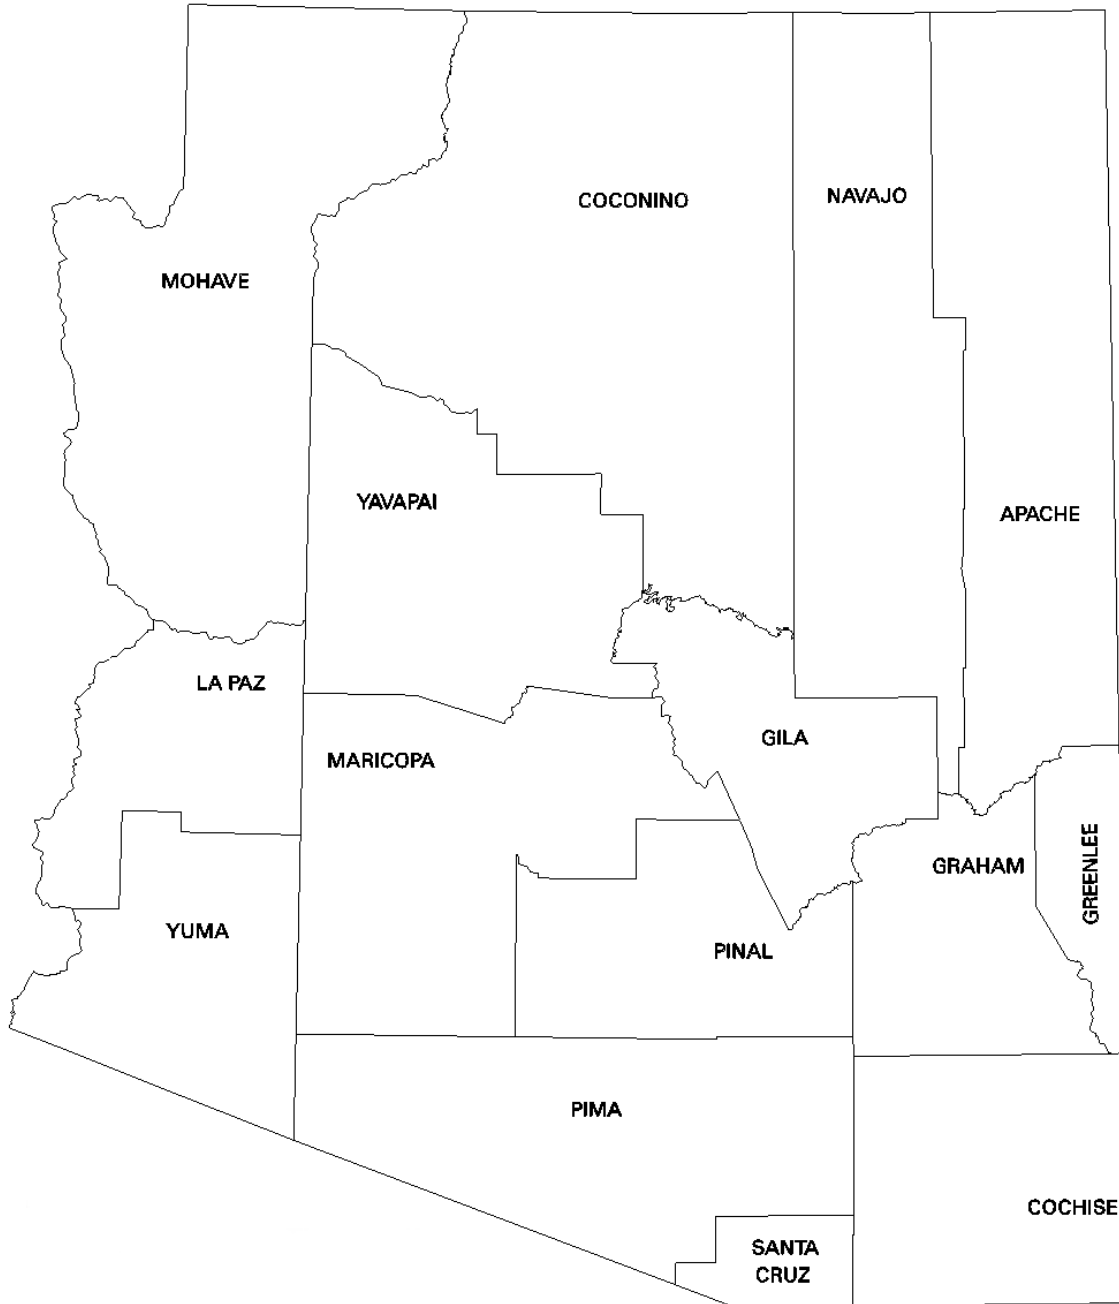 COCONINO
NAVAJO
MOHAVE
YAVAPAI
APACHE
LA PAZ
GILA
MARICOPA
GRAHAM
GREENLEE
YUMA
PINAL
PIMA
COCHISE
SANTA
CRUZ